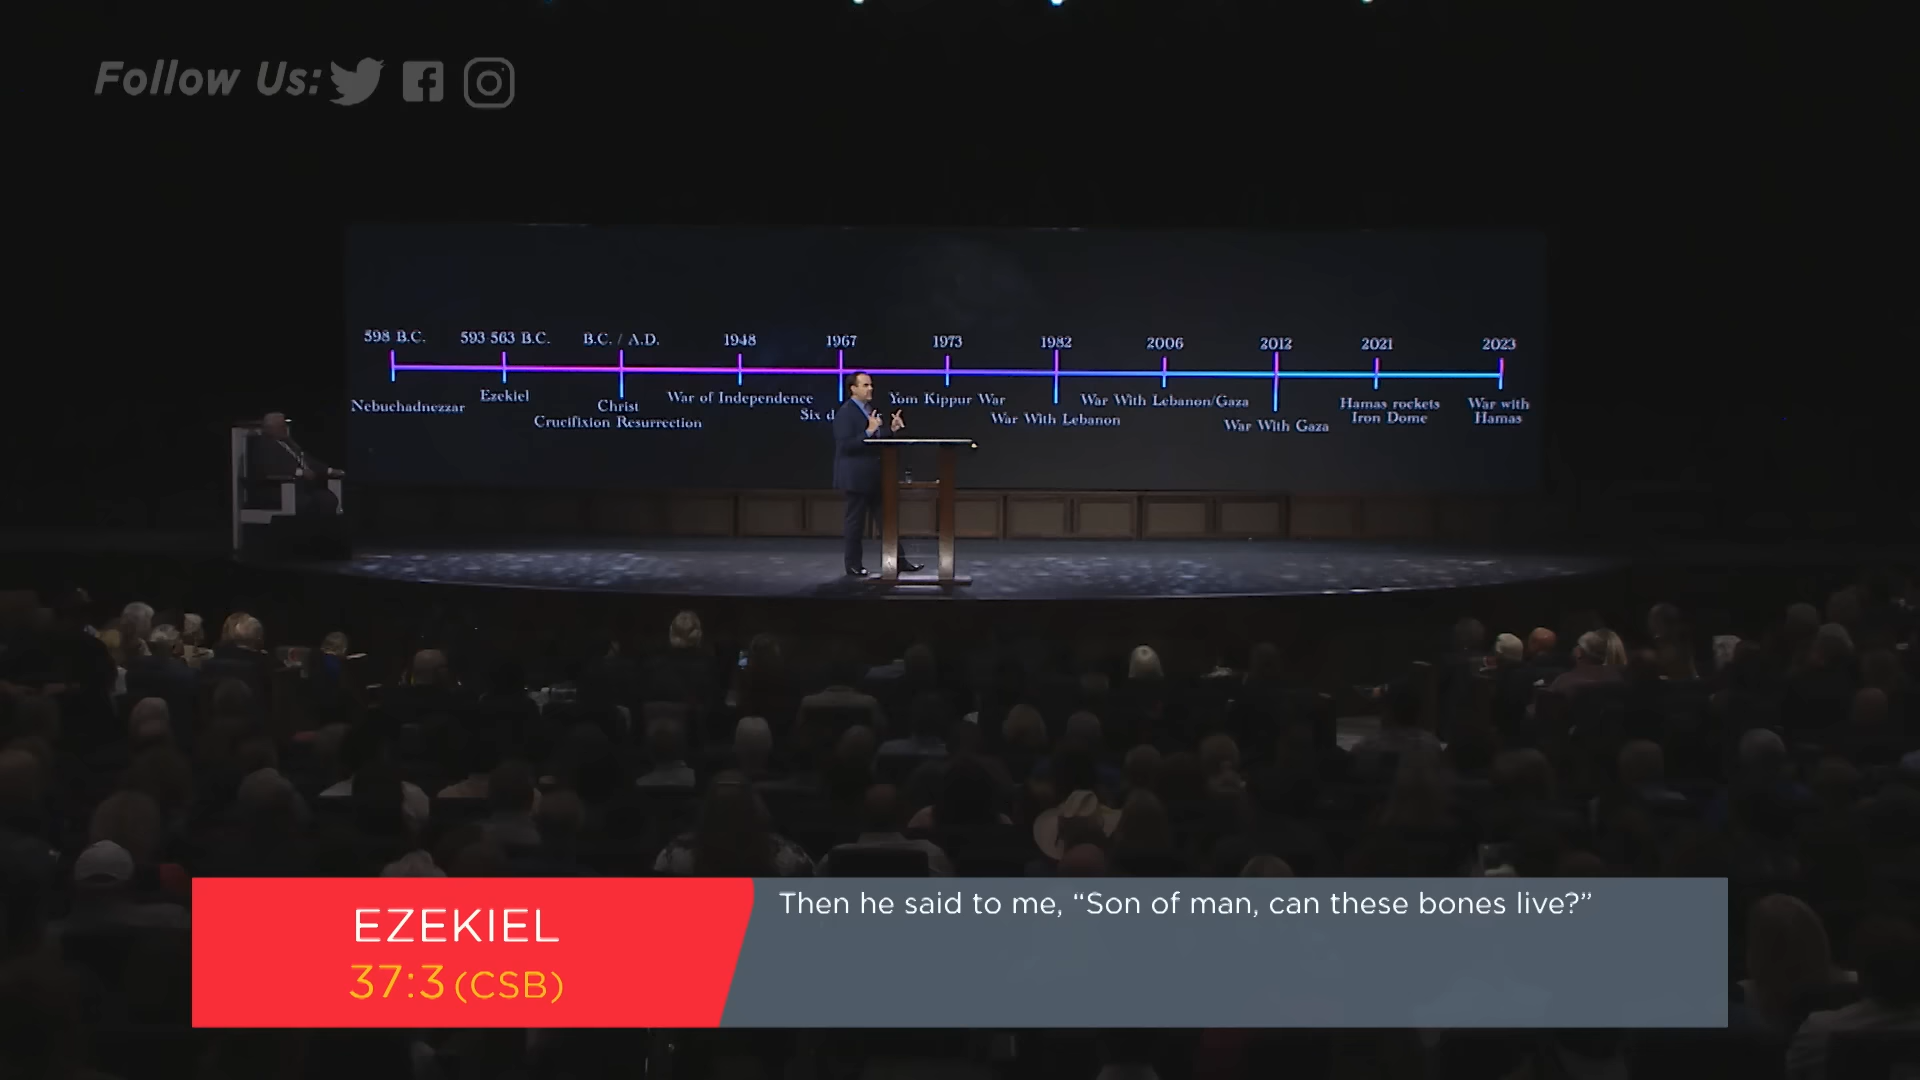 Follow Us:
598 B.C.
593 563 B.C.
B.C. / A.D.
1948
1967
1973
1982
2006
2012
2021
2023
Nebuchadnezzar
Ezekiel
Christ
Crucifixion Resurrection
War of Independence
Six
Yom Kippur War
War With Lebanon
War With Lebanon/Gaza
War With Gaza
Hamas rockets
Iron Dome
War with
Hamas
EZEKIEL
37:3 (CSB)
Then he said to me, “Son of man, can these bones live?”